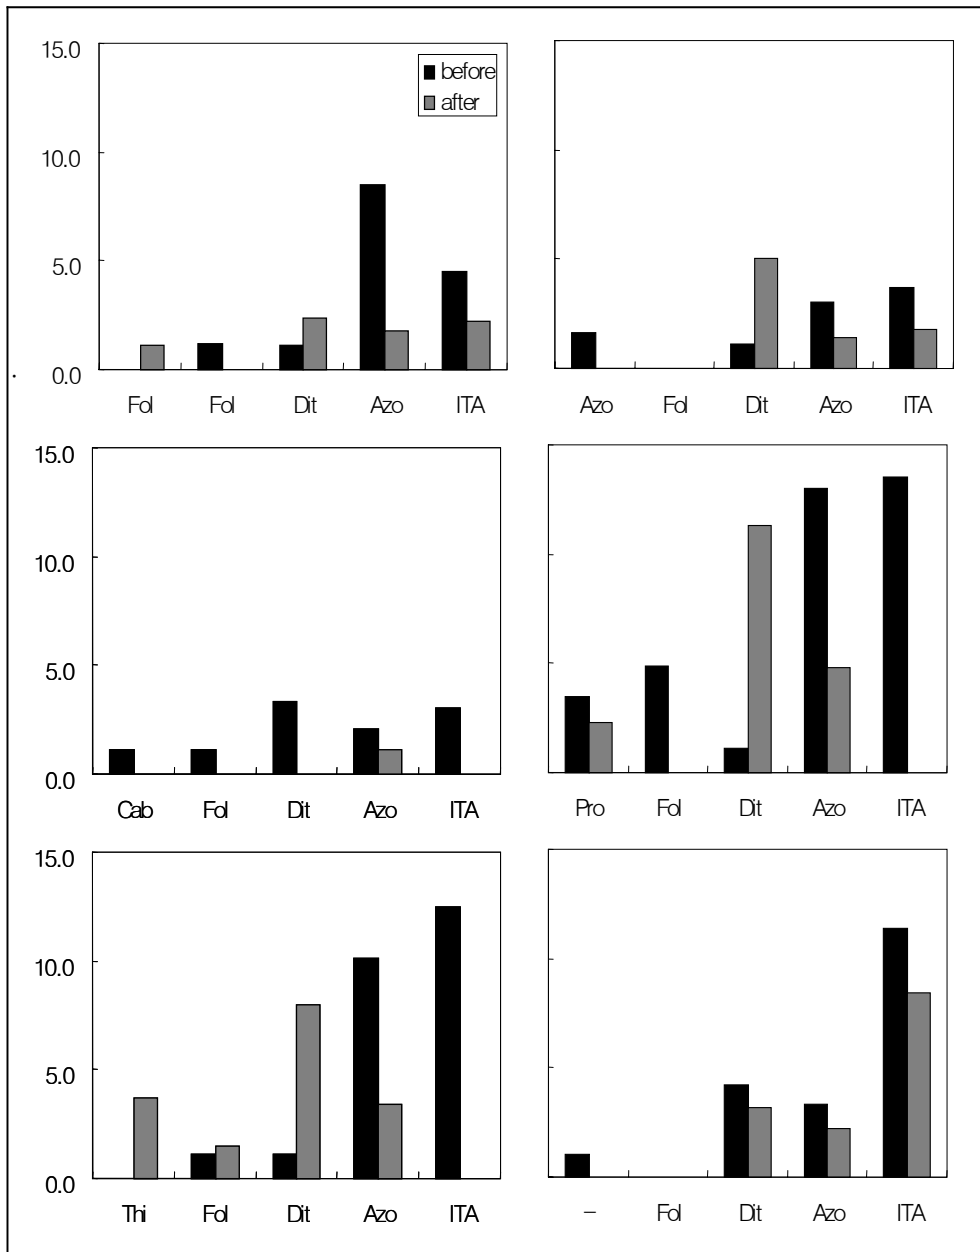 15.0
before
after
10.0
5.0
0.0
Fol Fol Dit Azo ITA
Azo Fol Dit Azo ITA
15.0
10.0
5.0
0.0
Cab Fol Dit Azo ITA
Pro Fol Dit Azo ITA
15.0
10.0
5.0
0.0
Thi Fol Dit Azo ITA
– Fol Dit Azo ITA